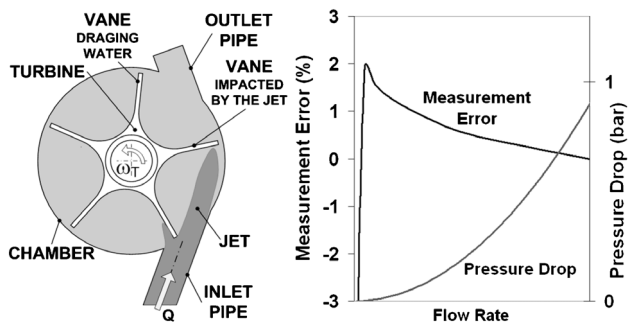 VANE
DRAGING
WATER
OUTLET
PIPE
TURBINE
VANE
IMPACTED
BY THE JET
ωT
CHAMBER
JET
INLET
PIPE
Q
Measurement Error (%)
3
2
1
0
-1
-2
-3
Measurement
Error
Pressure Drop
Flow Rate
1
0
Pressure Drop (bar)